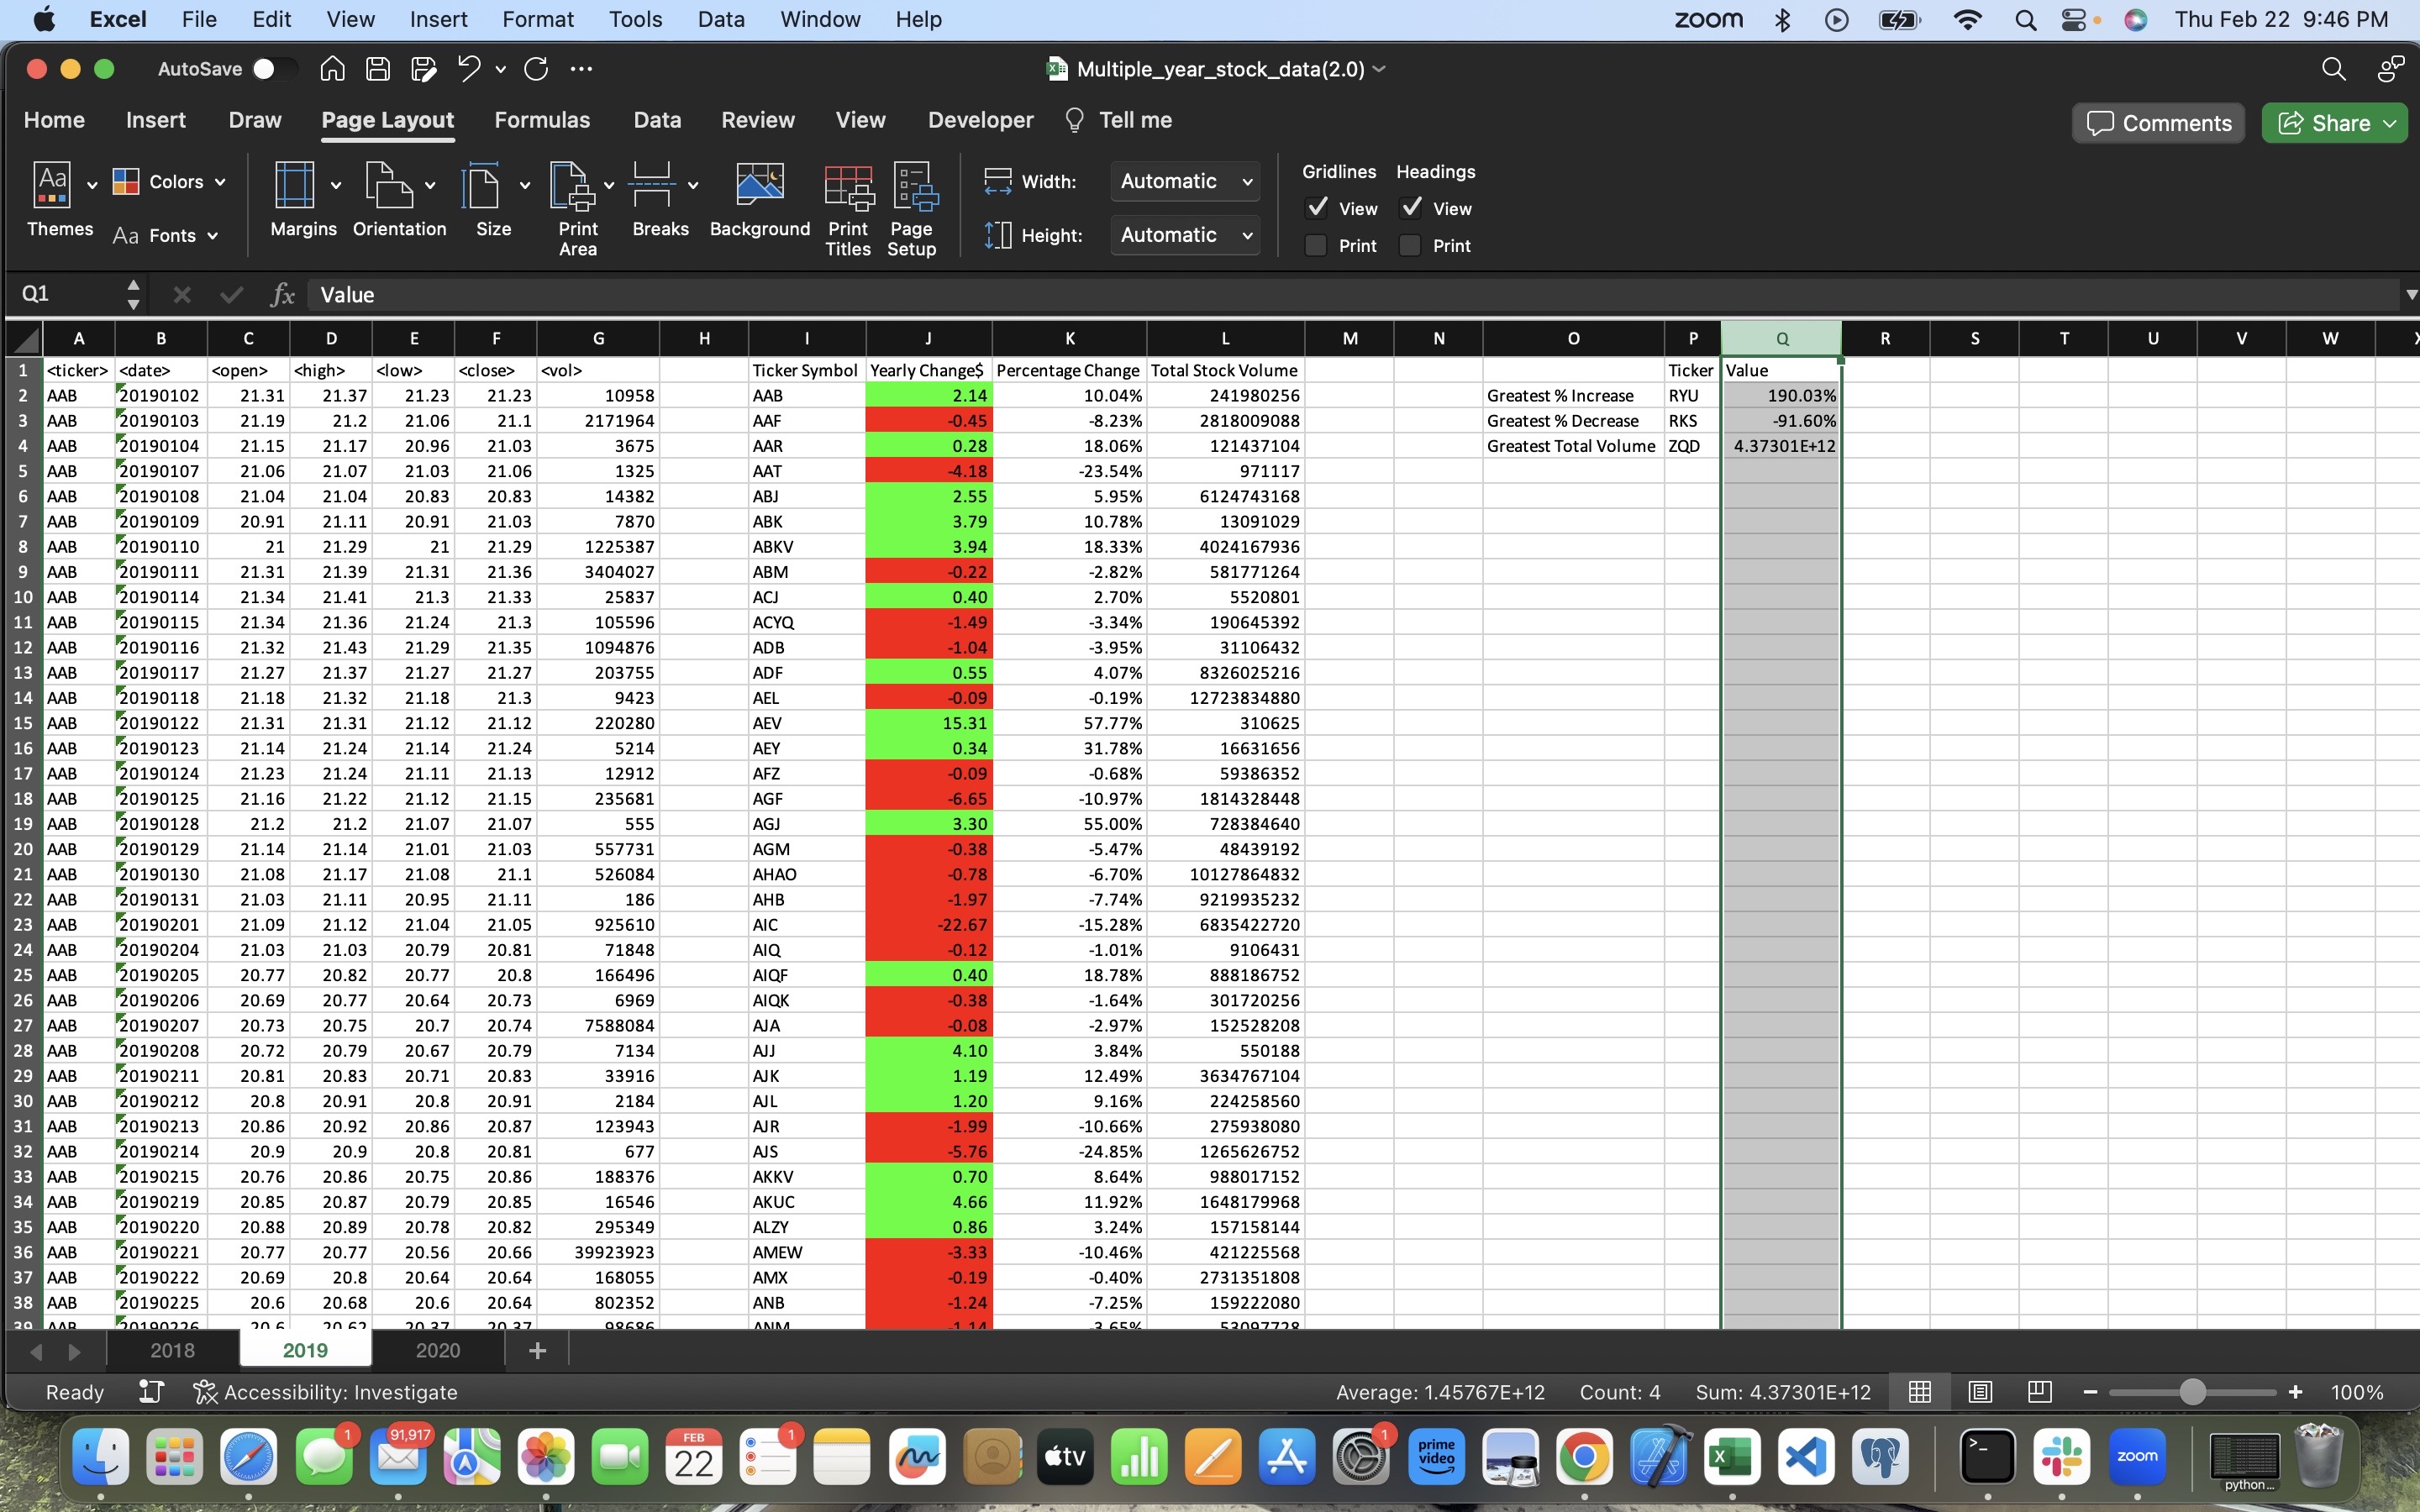 Excel File Edit View Insert Format Tools Data Window Help zoom Thu Feb 22 9:46 PM
AutoSave Multiple_year_stock_data(2.0)
Home Insert Draw Page Layout Formulas Data Review View Developer Tell me Comments Share
Aa Colors Width: Automatic Gridlines Headings
View View
Themes Aa Fonts Margins Orientation Size Print Area Breaks Background Print Titles Page Setup Height: Automatic Print Print
Q1 fx Value
A B C D E F G H I J K L M N O P Q R S T U V W X
1 <ticker> <date> <open> <high> <low> <close> <vol> Ticker Symbol Yearly Change$ Percentage Change Total Stock Volume Ticker Value
2 AAB 20190102 21.31 21.37 21.23 21.23 10958 AAB 2.14 10.04% 241980256 Greatest % Increase RYU 190.03%
3 AAB 20190103 21.19 21.2 21.06 21.1 2171964 AAF -0.45 -8.23% 2818009088 Greatest % Decrease RKS -91.60%
4 AAB 20190104 21.15 21.17 20.96 21.03 3675 AAR 0.28 18.06% 121437104 Greatest Total Volume ZQD 4.37301E+12
5 AAB 20190107 21.06 21.07 21.03 21.06 1325 AAT -4.18 -23.54% 971117
6 AAB 20190108 21.04 21.04 20.83 20.83 14382 ABJ 2.55 5.95% 6124743168
7 AAB 20190109 20.91 21.11 20.91 21.03 7870 ABK 3.79 10.78% 13091029
8 AAB 20190110 21 21.29 21 21.29 1225387 ABKV 3.94 18.33% 4024167936
9 AAB 20190111 21.31 21.39 21.31 21.36 3404027 ABM -0.22 -2.82% 581771264
10 AAB 20190114 21.34 21.41 21.3 21.33 25837 ACJ 0.40 2.70% 5520801
11 AAB 20190115 21.34 21.36 21.24 21.3 105596 ACYQ -1.49 -3.34% 190645392
12 AAB 20190116 21.32 21.43 21.29 21.35 1094876 ADB -1.04 -3.95% 31106432
13 AAB 20190117 21.27 21.37 21.27 21.27 203755 ADF 0.55 4.07% 8326025216
14 AAB 20190118 21.18 21.32 21.18 21.3 9423 AEL -0.09 -0.19% 12723834880
15 AAB 20190122 21.31 21.31 21.12 21.12 220280 AEV 15.31 57.77% 310625
16 AAB 20190123 21.14 21.24 21.14 21.24 5214 AEY 0.34 31.78% 16631656
17 AAB 20190124 21.23 21.24 21.11 21.13 12912 AFZ -0.09 -0.68% 59386352
18 AAB 20190125 21.16 21.22 21.12 21.15 235681 AGF -6.65 -10.97% 1814328448
19 AAB 20190128 21.2 21.2 21.07 21.07 555 AGJ 3.30 55.00% 728384640
20 AAB 20190129 21.14 21.14 21.01 21.03 557731 AGM -0.38 -5.47% 48439192
21 AAB 20190130 21.08 21.17 21.08 21.1 526084 AHAO -0.78 -6.70% 10127864832
22 AAB 20190131 21.03 21.11 20.95 21.11 186 AHB -1.97 -7.74% 9219935232
23 AAB 20190201 21.09 21.12 21.04 21.05 925610 AIC -22.67 -15.28% 6835422720
24 AAB 20190204 21.03 21.03 20.79 20.81 71848 AIQ -0.12 -1.01% 9106431
25 AAB 20190205 20.77 20.82 20.77 20.8 166496 AIQF 0.40 18.78% 888186752
26 AAB 20190206 20.69 20.77 20.64 20.73 6969 AIQK -0.38 -1.64% 301720256
27 AAB 20190207 20.73 20.75 20.7 20.74 7588084 AJA -0.08 -2.97% 152528208
28 AAB 20190208 20.72 20.79 20.67 20.79 7134 AJJ 4.10 3.84% 550188
29 AAB 20190211 20.81 20.83 20.71 20.83 33916 AJK 1.19 12.49% 3634767104
30 AAB 20190212 20.8 20.91 20.8 20.91 2184 AJL 1.20 9.16% 224258560
31 AAB 20190213 20.86 20.92 20.86 20.87 123943 AJR -1.99 -10.66% 275938080
32 AAB 20190214 20.9 20.9 20.8 20.81 677 AJS -5.76 -24.85% 1265626752
33 AAB 20190215 20.76 20.86 20.75 20.86 188376 AKKV 0.70 8.64% 988017152
34 AAB 20190219 20.85 20.87 20.79 20.85 16546 AKUC 4.66 11.92% 1648179968
35 AAB 20190220 20.88 20.89 20.78 20.82 295349 ALZY 0.86 3.24% 157158144
36 AAB 20190221 20.77 20.77 20.56 20.66 39923923 AMEW -3.33 -10.46% 421225568
37 AAB 20190222 20.69 20.8 20.64 20.64 168055 AMX -0.19 -0.40% 2731351808
38 AAB 20190225 20.6 20.68 20.6 20.64 802352 ANB -1.24 -7.25% 159222080
39 AAB 20190226 20.6 20.62 20.37 20.37 98686 ANM -1.14 -3.65% 53097728
2018 2019 2020
Ready Accessibility: Investigate Average: 1.45767E+12 Count: 4 Sum: 4.37301E+12 100%
1 91,917 FEB 22 1 tv 1 prime video zoom python...